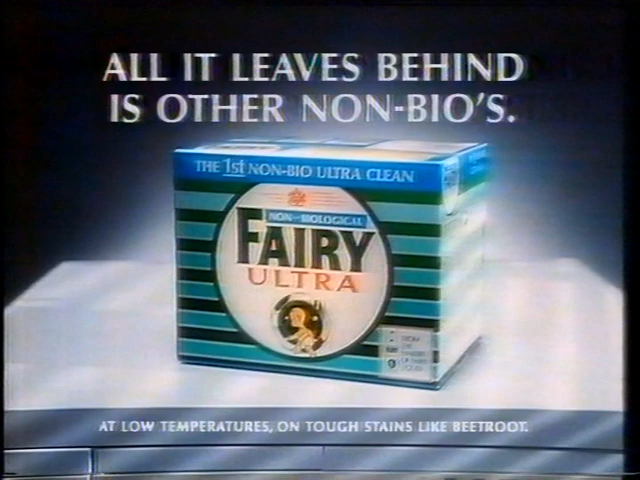 ALL IT LEAVES BEHIND
IS OTHER NON-BIO'S.
THE 1st NON-BIO ULTRA CLEAN
NON-BIOLOGICAL
FAIRY
ULTRA
AT LOW TEMPERATURES, ON TOUGH STAINS LIKE BEETROOT.